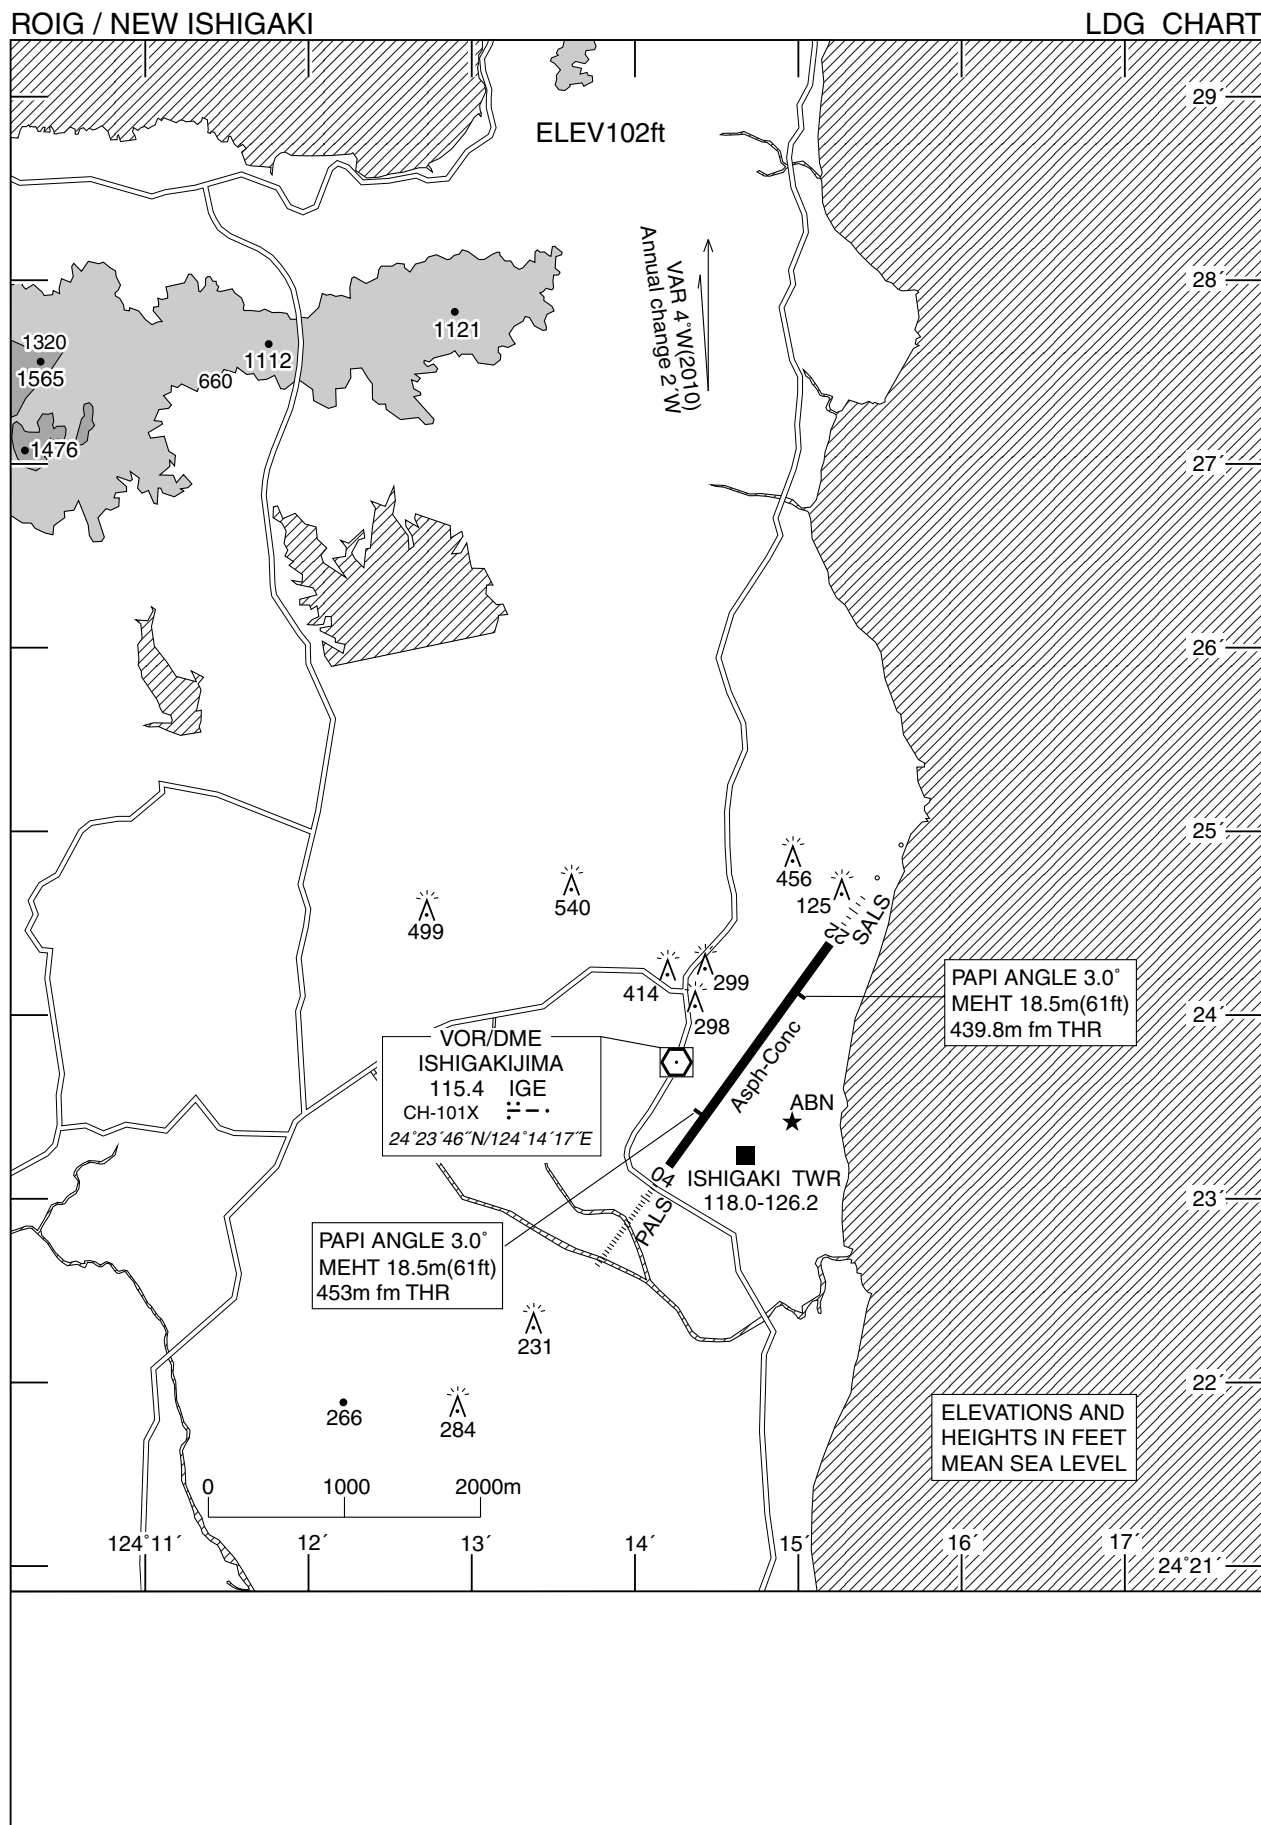 ROIG / NEW ISHIGAKI
LDG CHART
29´
ELEV102ft
VAR 4˚W(2010)
Annual change 2´W
28´
1121
1320
1112
1565
660
1476
27´
26´
25´
456
125
540
499
SALS
22
414
299
298
PAPI ANGLE 3.0˚
MEHT 18.5m(61ft)
439.8m fm THR
24´
VOR/DME
ISHIGAKIJIMA
115.4 IGE
CH-101X
24˚23´46˝N/124˚14´17˝E
Asph-Conc
ABN
04
ISHIGAKI TWR
118.0-126.2
23´
PALS
PAPI ANGLE 3.0˚
MEHT 18.5m(61ft)
453m fm THR
231
22´
266
284
ELEVATIONS AND
HEIGHTS IN FEET
MEAN SEA LEVEL
0 1000 2000m
124˚11´ 12´ 13´ 14´ 15´ 16´ 17´
24˚21´